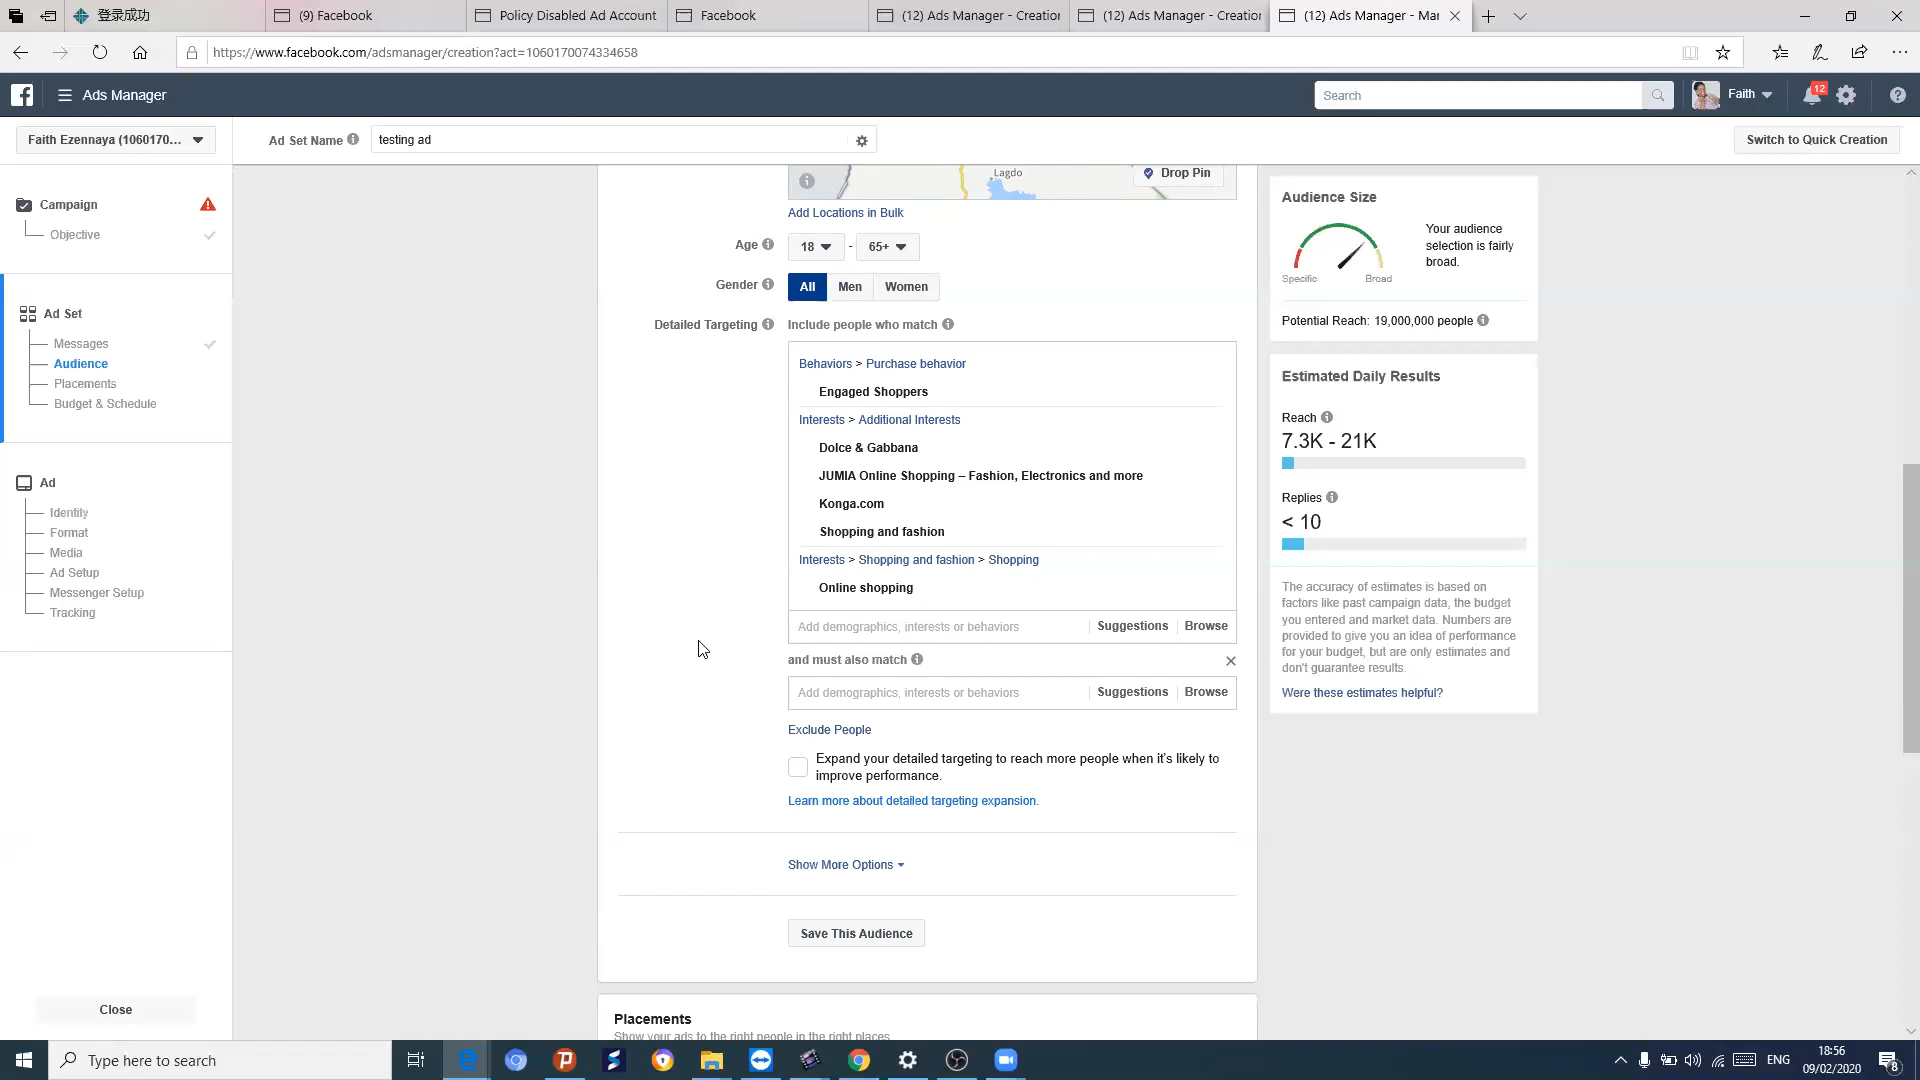 登录成功
(9) Facebook
Policy Disabled Ad Account
Facebook
(12) Ads Manager - Creation
(12) Ads Manager - Creation
(12) Ads Manager - Mar
https://www.facebook.com/adsmanager/creation?act=1060170074334658
Ads Manager
Search
Faith
12
Faith Ezennaya (1060170...
Ad Set Name
testing ad
Switch to Quick Creation
Campaign
Objective
Ad Set
Messages
Audience
Placements
Budget & Schedule
Ad
Identity
Format
Media
Ad Setup
Messenger Setup
Tracking
Close
Lagdo
Drop Pin
Add Locations in Bulk
Age
18
-
65+
Gender
All
Men
Women
Detailed Targeting
Include people who match
Behaviors > Purchase behavior
Engaged Shoppers
Interests > Additional Interests
Dolce & Gabbana
JUMIA Online Shopping – Fashion, Electronics and more
Konga.com
Shopping and fashion
Interests > Shopping and fashion > Shopping
Online shopping
Add demographics, interests or behaviors
Suggestions
Browse
and must also match
Add demographics, interests or behaviors
Suggestions
Browse
Exclude People
Expand your detailed targeting to reach more people when it's likely to
improve performance.
Learn more about detailed targeting expansion.
Show More Options
Save This Audience
Placements
Show your ads to the right people in the right places.
Audience Size
Specific
Broad
Your audience
selection is fairly
broad.
Potential Reach: 19,000,000 people
Estimated Daily Results
Reach
7.3K - 21K
Replies
< 10
The accuracy of estimates is based on
factors like past campaign data, the budget
you entered and market data. Numbers are
provided to give you an idea of performance
for your budget, but are only estimates and
don't guarantee results.
Were these estimates helpful?
Type here to search
ENG
18:56
09/02/2020
8